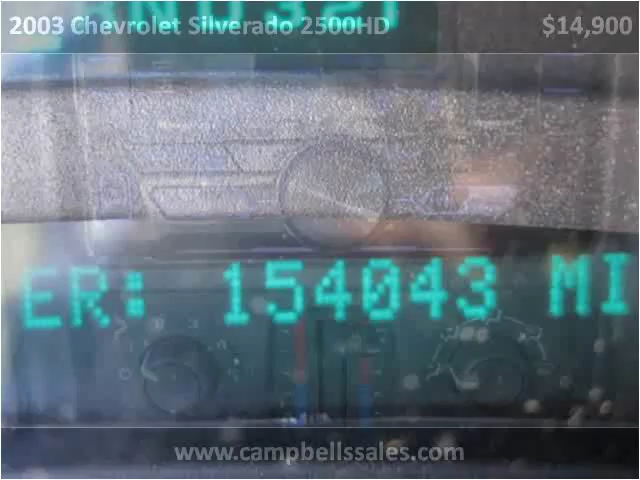 2003 Chevrolet Silverado 2500HD $14,900
ER: 154043 MI
www.campbellssales.com